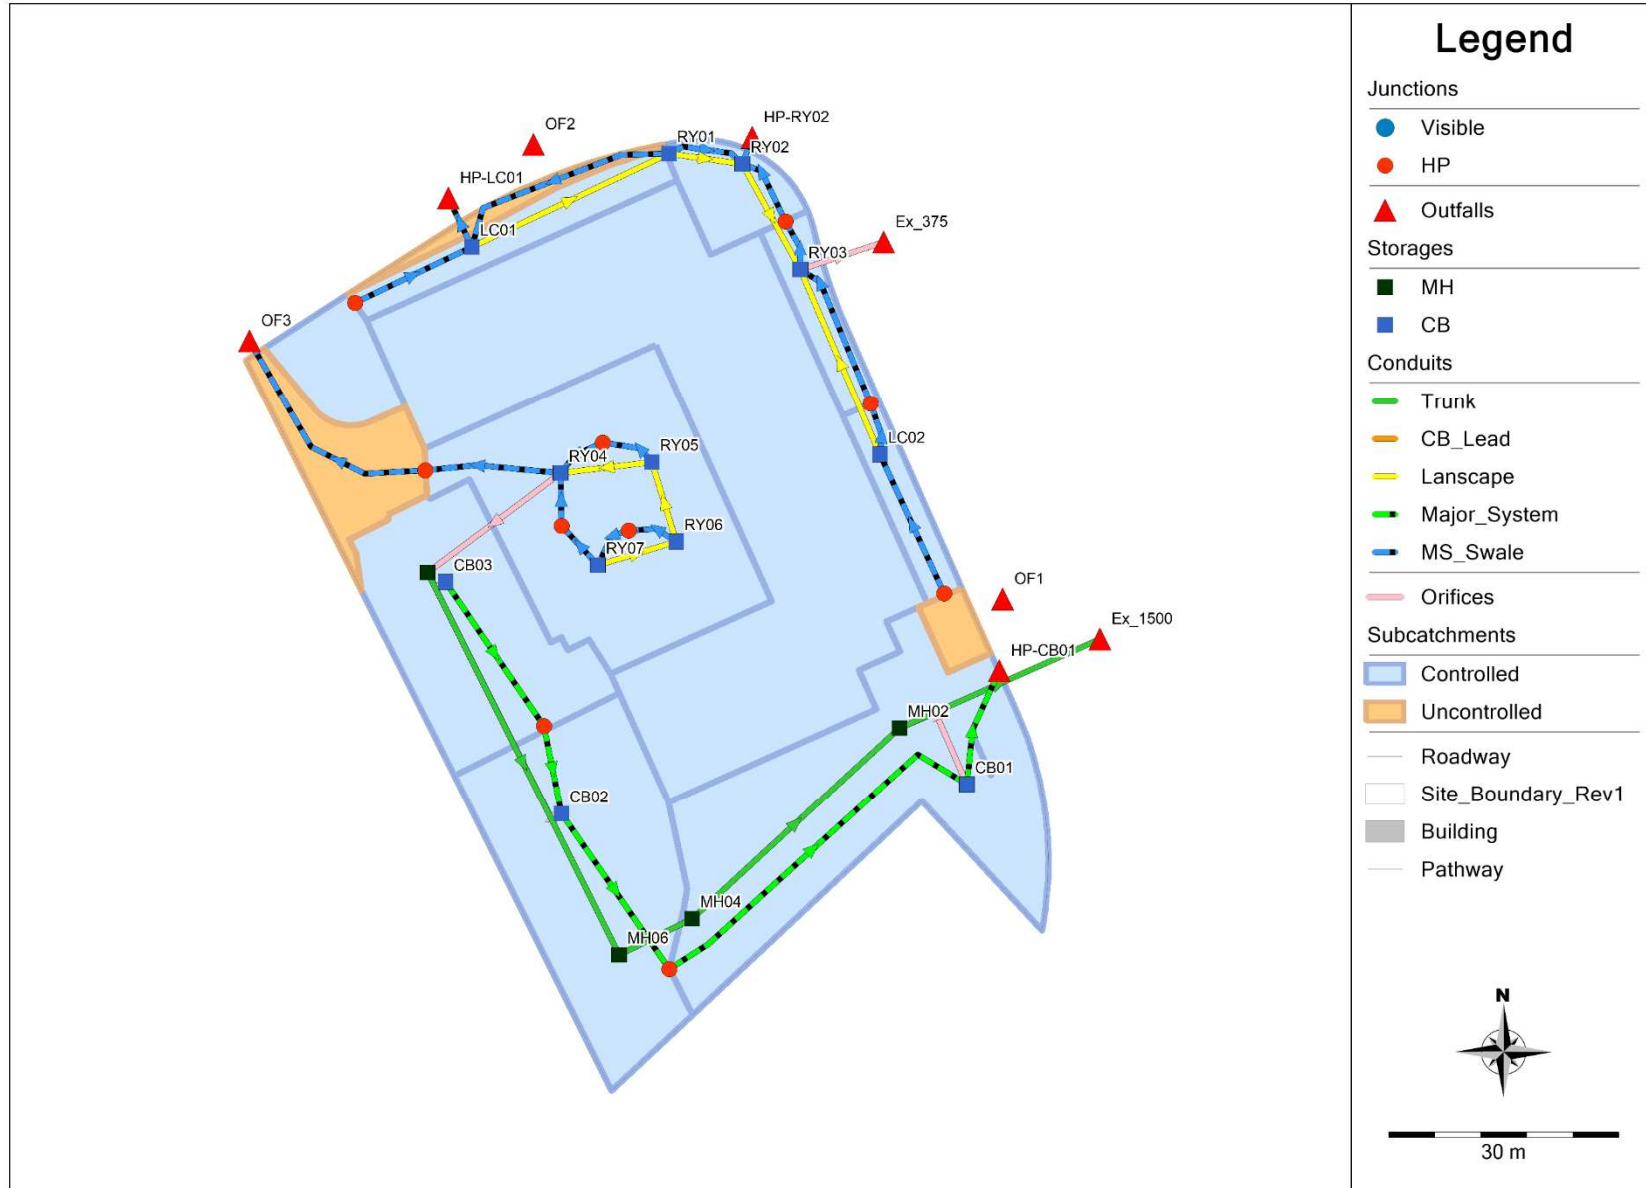 Legend
Junctions
Visible
HP
Outfalls
Storages
MH
CB
Conduits
Trunk
CB_Lead
Lanscape
Major_System
MS_Swale
Orifices
Subcatchments
Controlled
Uncontrolled
Roadway
Site_Boundary_Rev1
Building
Pathway
N
30 m
HP-RY02
OF2
RY01
RY02
HP-LC01
Ex_375
LC01
RY03
OF3
LC02
RY04
RY05
RY06
RY07
CB03
OF1
Ex_1500
HP-CB01
MH02
CB01
CB02
MH04
MH06